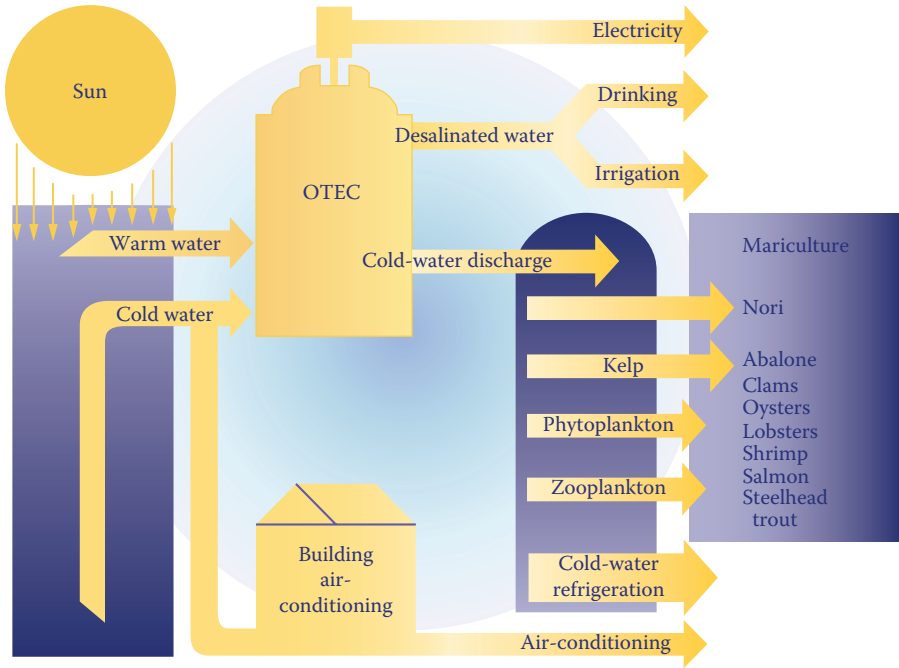 Electricity
Sun
Drinking
Desalinated water
Irrigation
OTEC
Warm water
Cold-water discharge
Mariculture
Cold water
Nori
Kelp
Abalone
Clams
Oysters
Phytoplankton
Lobsters
Shrimp
Zooplankton
Salmon
Steelhead
trout
Building
air-
conditioning
Cold-water
refrigeration
Air-conditioning